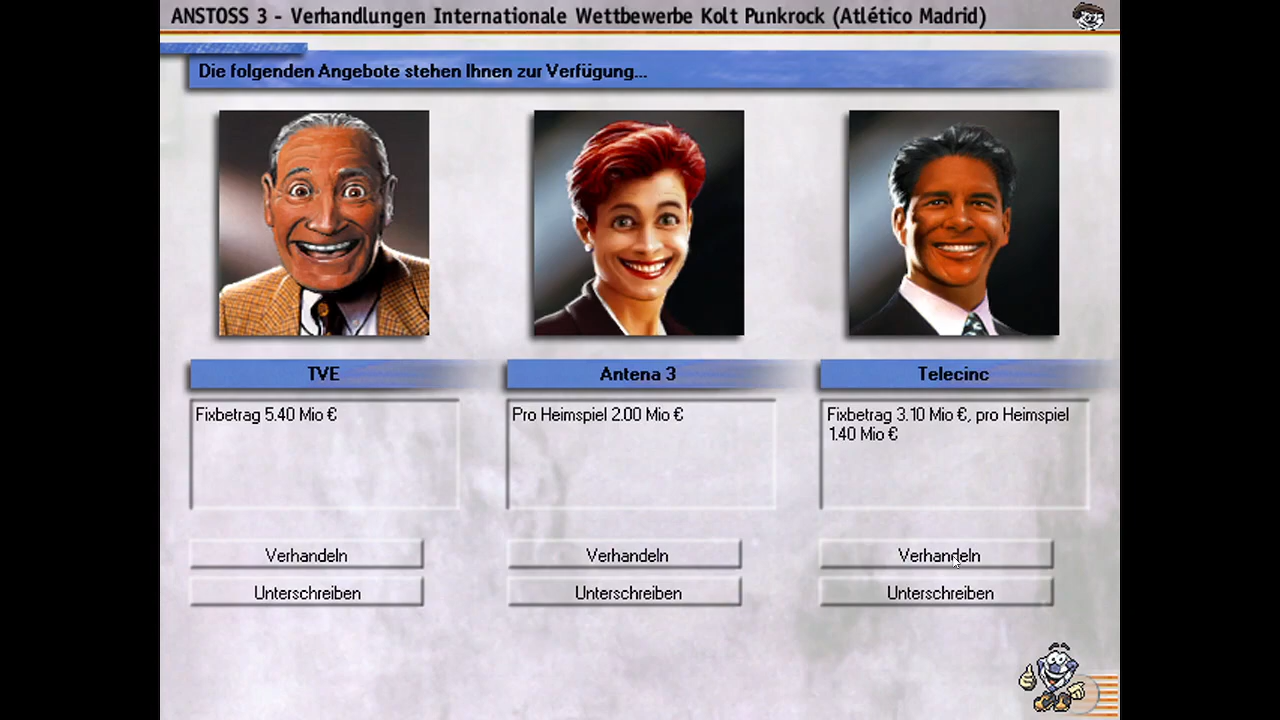 ANSTOSS 3 - Verhandlungen Internationale Wettbewerbe Kolt Punkrock (Atlético Madrid)
Die folgenden Angebote stehen Ihnen zur Verfügung...
TVE
Antena 3
Telecinc
Fixbetrag 5.40 Mio €
Pro Heimspiel 2.00 Mio €
Fixbetrag 3.10 Mio €, pro Heimspiel
1.40 Mio €
Verhandeln
Verhandeln
Verhandeln
Unterschreiben
Unterschreiben
Unterschreiben